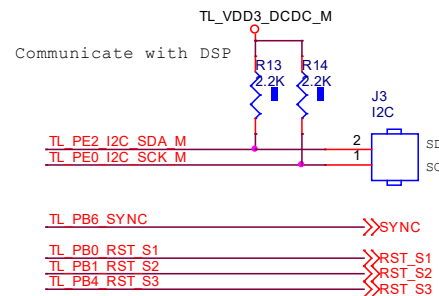 TL_VDD3_DCDC_M
Communicate with DSP
R13 R14
2.2K 2.2K
J3
I2C
TL_PE2_I2C_SDA_M 2
TL_PE0_I2C_SCK_M 1
TL_PB6_SYNC SYNC
TL_PB0_RST_S1 RST_S1
TL_PB1_RST_S2 RST_S2
TL_PB4_RST_S3 RST_S3